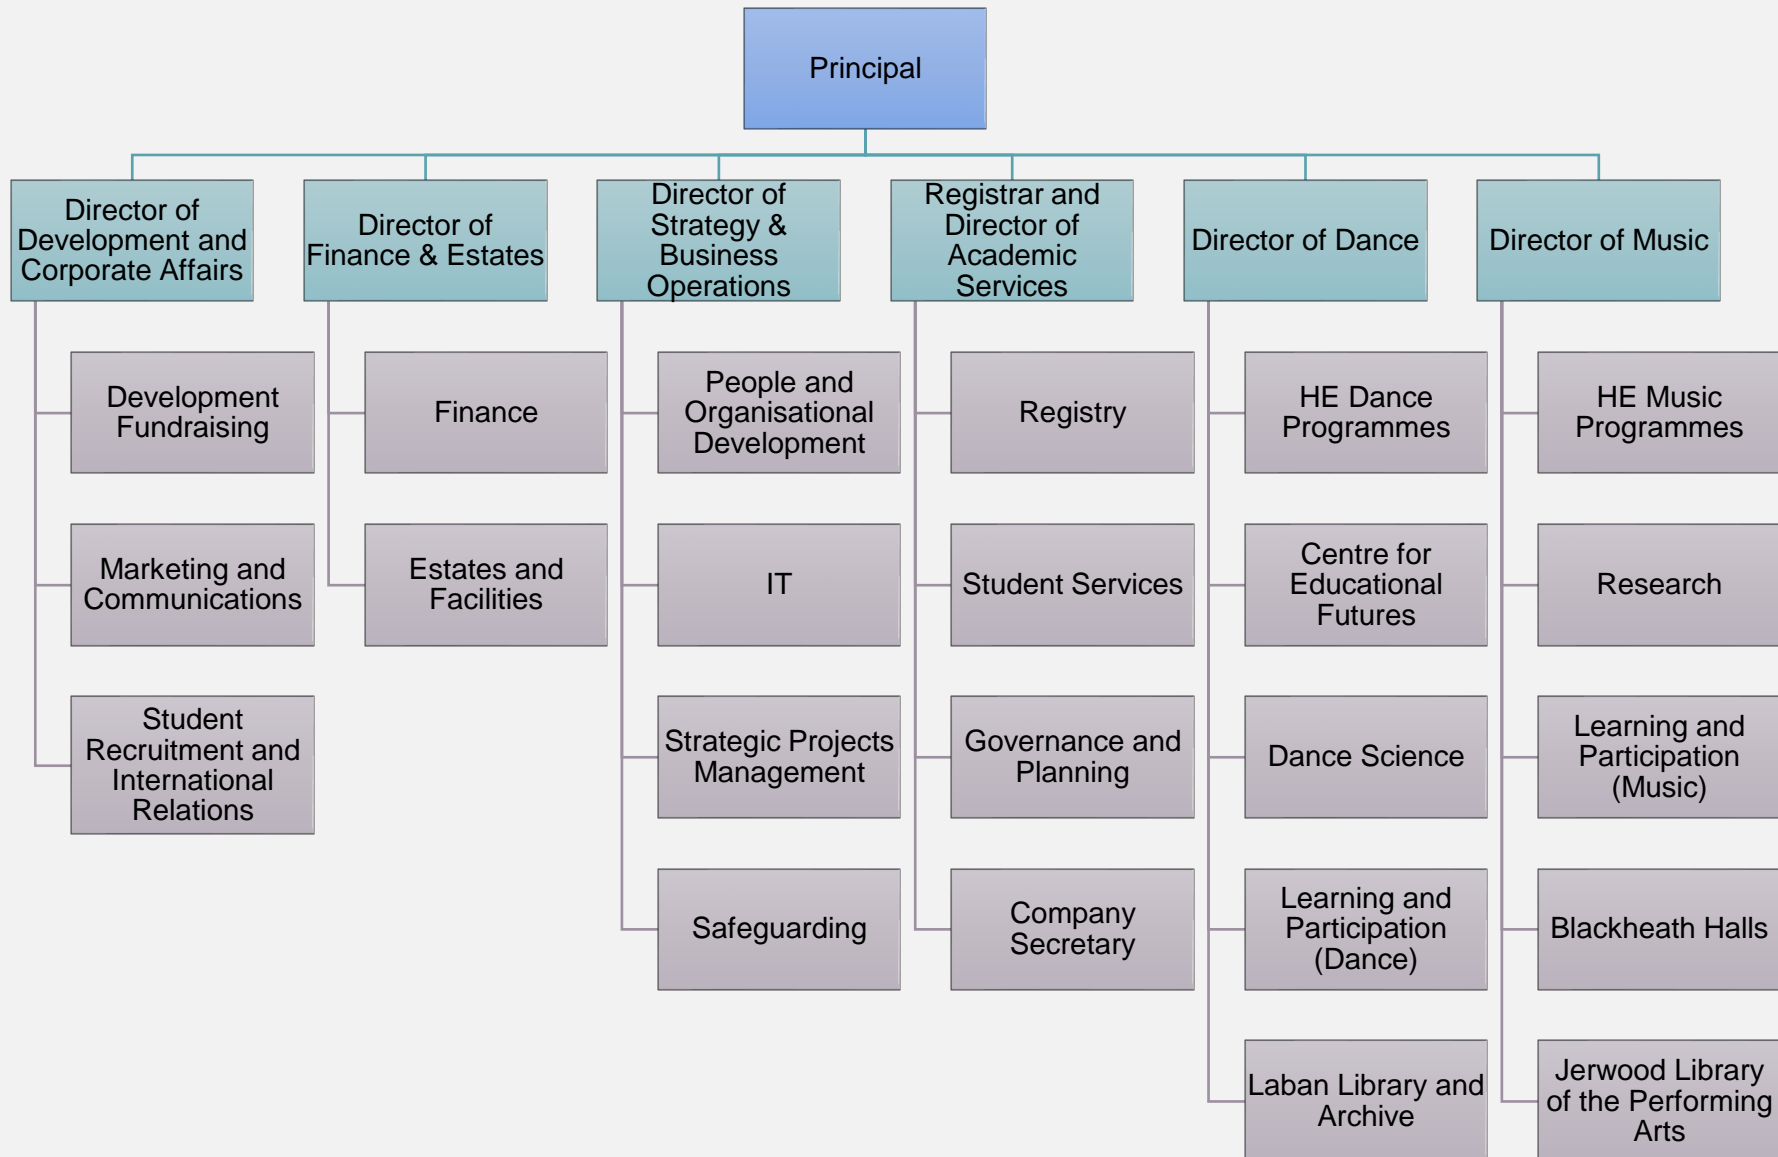 Principal
Director of
Development and
Corporate Affairs
Director of
Finance & Estates
Director of
Strategy &
Business
Operations
Registrar and
Director of
Academic
Services
Director of Dance
Director of Music
Development
Fundraising
Finance
People and
Organisational
Development
Registry
HE Dance
Programmes
HE Music
Programmes
Marketing and
Communications
Estates and
Facilities
IT
Student Services
Centre for
Educational
Futures
Research
Student
Recruitment and
International
Relations
Strategic Projects
Management
Governance and
Planning
Dance Science
Learning and
Participation
(Music)
Safeguarding
Company
Secretary
Learning and
Participation
(Dance)
Blackheath Halls
Laban Library and
Archive
Jerwood Library
of the Performing
Arts